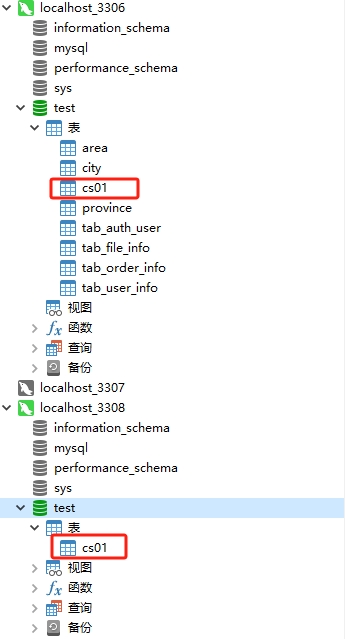 localhost_3306
information_schema
mysql
performance_schema
sys
test
表
area
city
cs01
province
tab_auth_user
tab_file_info
tab_order_info
tab_user_info
视图
fx 函数
查询
备份
localhost_3307
localhost_3308
information_schema
mysql
performance_schema
sys
test
表
cs01
视图
fx 函数
查询
备份